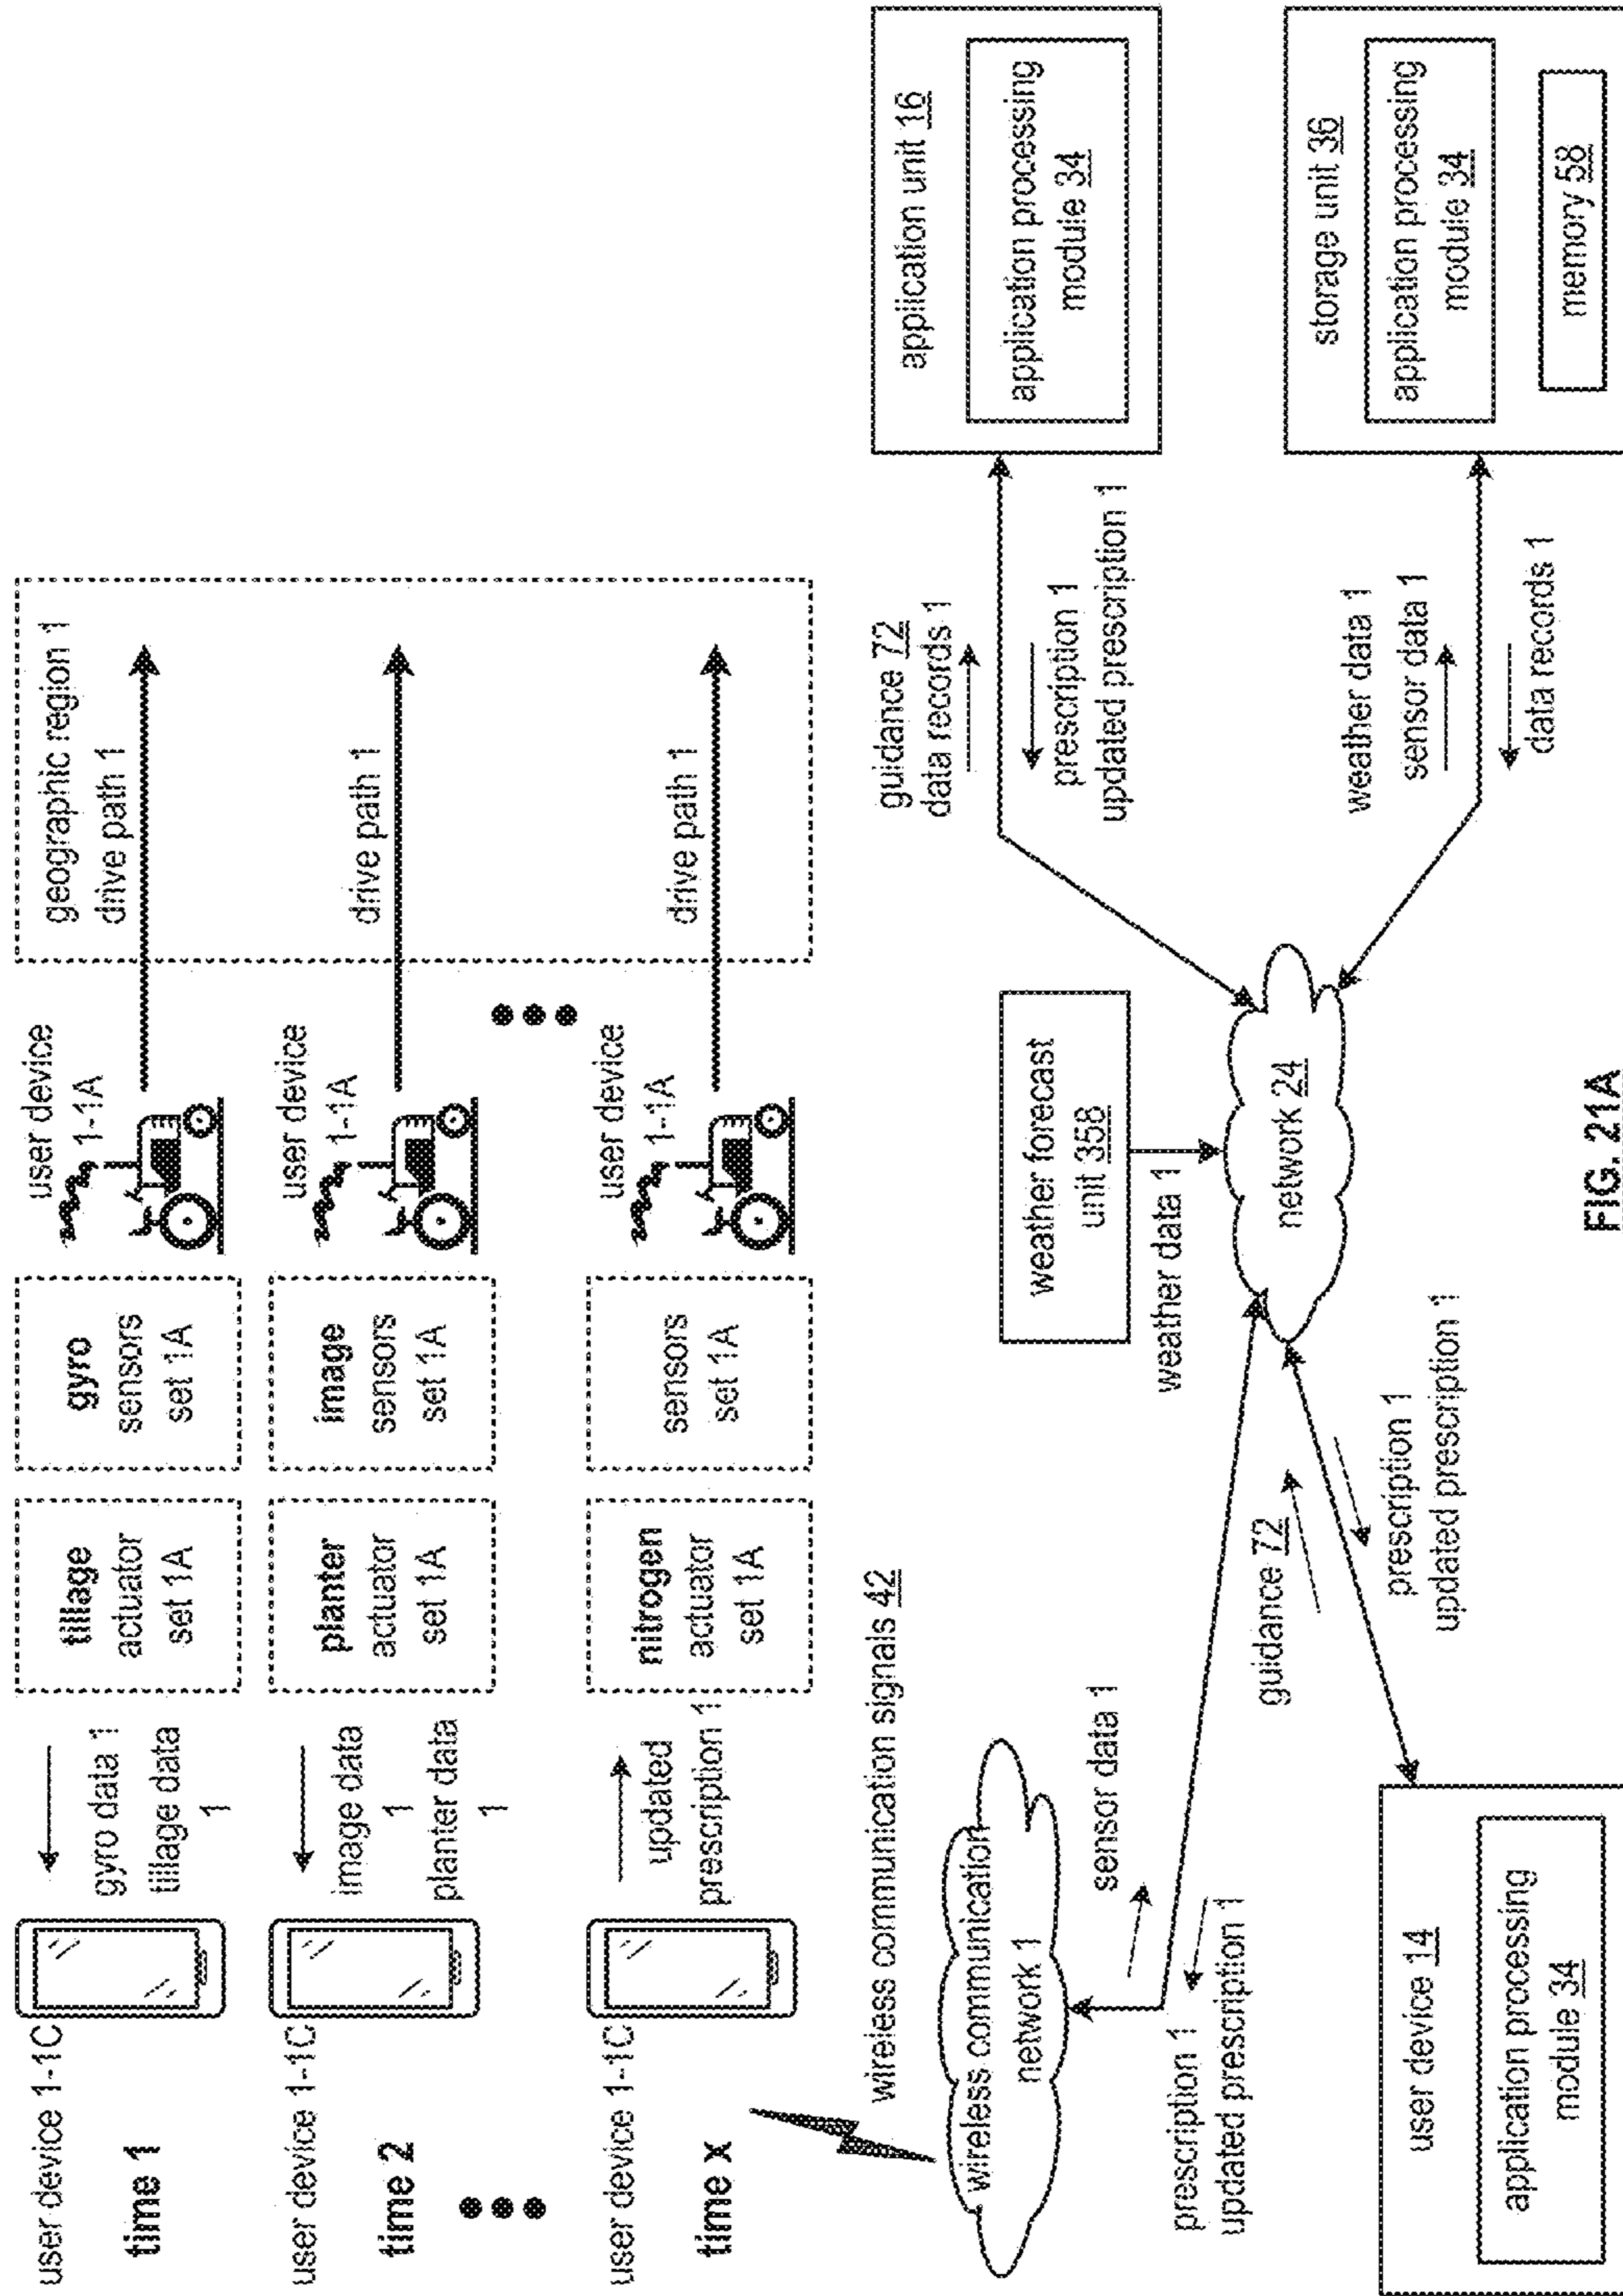 user device 1-1C
time 1
gyro data 1
tillage data
1
tillage
actuator
set 1A
gyro
sensors
set 1A
user device
1-1A
geographic region 1
drive path 1
user device 1-1C
time 2
image data
1
planter data
1
planter
actuator
set 1A
image
sensors
set 1A
user device
1-1A
drive path 1
user device 1-1C
time x
updated
prescription 1
nitrogen
actuator
set 1A
sensors
set 1A
user device
1-1A
drive path 1
wireless communication signals 42
wireless communication
network 1
sensor data 1
prescription 1
updated prescription 1
weather forecast
unit 358
weather data 1
network 24
guidance 72
data records 1
prescription 1
updated prescription 1
application unit 16
application processing
module 34
guidance 72
prescription 1
updated prescription 1
user device 14
application processing
module 34
weather data 1
sensor data 1
data records 1
storage unit 36
application processing
module 34
memory 58
FIG. 21A